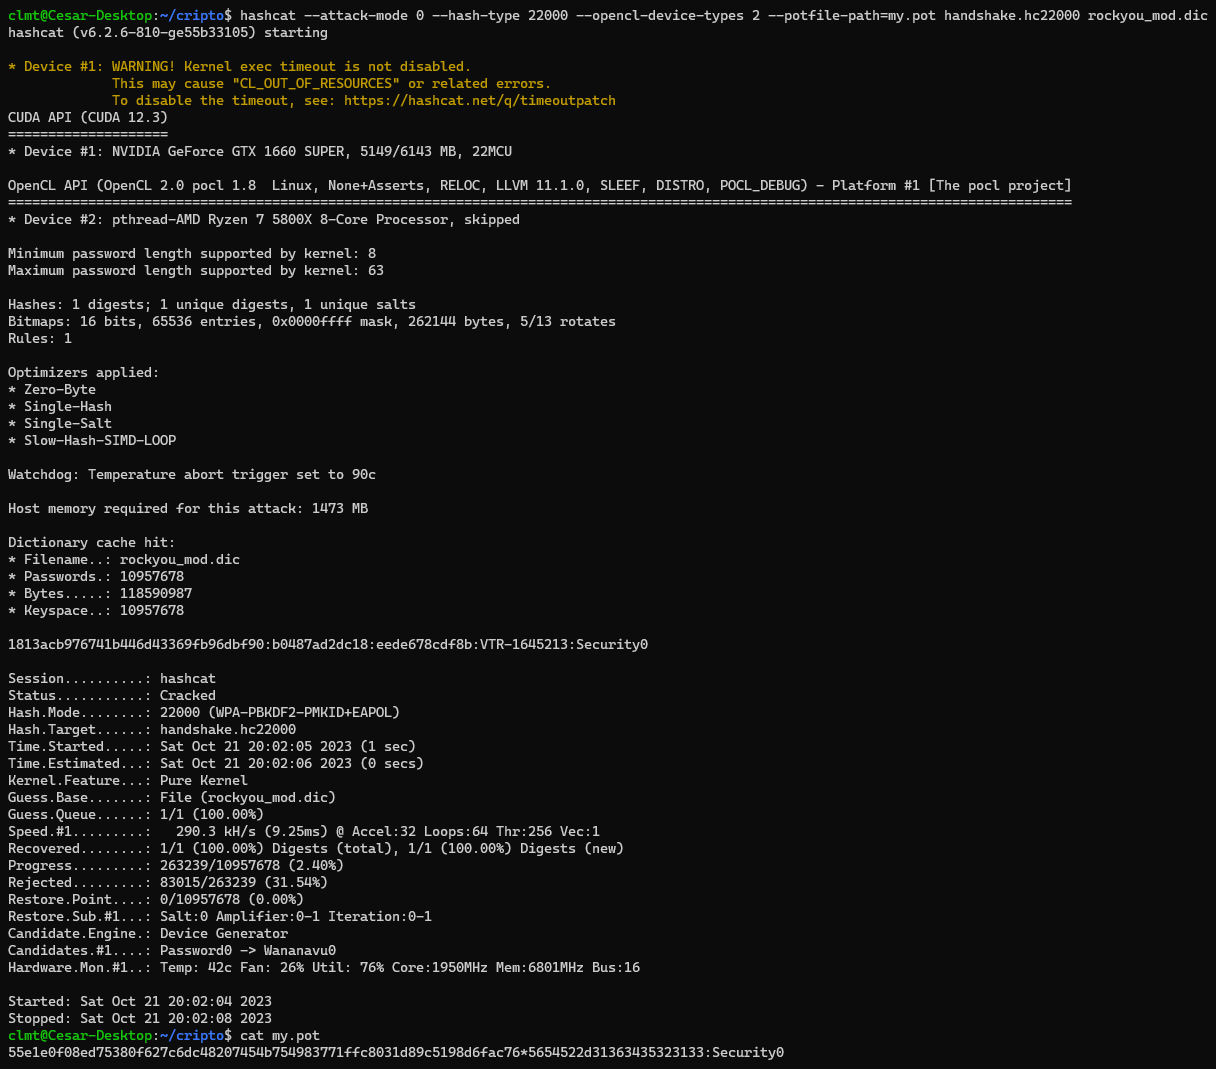 clmt@Cesar-Desktop:~/cripto$ hashcat --attack-mode 0 --hash-type 22000 --opencl-device-types 2 --potfile-path=my.pot handshake.hc22000 rockyou_mod.dic
hashcat (v6.2.6-810-ge55b33105) starting
* Device #1: WARNING! Kernel exec timeout is not disabled.
             This may cause "CL_OUT_OF_RESOURCES" or related errors.
             To disable the timeout, see: https://hashcat.net/q/timeoutpatch
CUDA API (CUDA 12.3)
====================
* Device #1: NVIDIA GeForce GTX 1660 SUPER, 5149/6143 MB, 22MCU
OpenCL API (OpenCL 2.0 pocl 1.8  Linux, None+Asserts, RELOC, LLVM 11.1.0, SLEEF, DISTRO, POCL_DEBUG) - Platform #1 [The pocl project]
=====================================================================================================================================
* Device #2: pthread-AMD Ryzen 7 5800X 8-Core Processor, skipped
Minimum password length supported by kernel: 8
Maximum password length supported by kernel: 63
Hashes: 1 digests; 1 unique digests, 1 unique salts
Bitmaps: 16 bits, 65536 entries, 0x0000ffff mask, 262144 bytes, 5/13 rotates
Rules: 1
Optimizers applied:
* Zero-Byte
* Single-Hash
* Single-Salt
* Slow-Hash-SIMD-LOOP
Watchdog: Temperature abort trigger set to 90c
Host memory required for this attack: 1473 MB
Dictionary cache hit:
* Filename..: rockyou_mod.dic
* Passwords.: 10957678
* Bytes.....: 118590987
* Keyspace..: 10957678
1813acb976741b446d43369fb96dbf90:b0487ad2dc18:eede678cdf8b:VTR-1645213:Security0
Session..........: hashcat
Status...........: Cracked
Hash.Mode........: 22000 (WPA-PBKDF2-PMKID+EAPOL)
Hash.Target......: handshake.hc22000
Time.Started.....: Sat Oct 21 20:02:05 2023 (1 sec)
Time.Estimated...: Sat Oct 21 20:02:06 2023 (0 secs)
Kernel.Feature...: Pure Kernel
Guess.Base.......: File (rockyou_mod.dic)
Guess.Queue......: 1/1 (100.00%)
Speed.#1.........:   290.3 kH/s (9.25ms) @ Accel:32 Loops:64 Thr:256 Vec:1
Recovered........: 1/1 (100.00%) Digests (total), 1/1 (100.00%) Digests (new)
Progress.........: 263239/10957678 (2.40%)
Rejected.........: 83015/263239 (31.54%)
Restore.Point....: 0/10957678 (0.00%)
Restore.Sub.#1...: Salt:0 Amplifier:0-1 Iteration:0-1
Candidate.Engine.: Device Generator
Candidates.#1....: Password0 -> Wananavu0
Hardware.Mon.#1..: Temp: 42c Fan: 26% Util: 76% Core:1950MHz Mem:6801MHz Bus:16
Started: Sat Oct 21 20:02:04 2023
Stopped: Sat Oct 21 20:02:08 2023
clmt@Cesar-Desktop:~/cripto$ cat my.pot
55e1e0f08ed75380f627c6dc48207454b754983771ffc8031d89c5198d6fac76*5654522d31363435323133:Security0